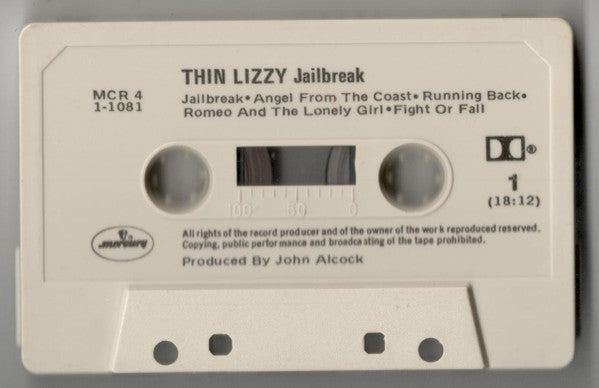 THIN LIZZY Jailbreak
MCR 4
1-1081
Jailbreak• Angel From The Coast• Running Back•
Romeo And The Lonely Girl•Fight Or Fall
®
1
(18:12)
100 50 0
mercury
All rights of the record producer and of the owner of the work reproduced reserved.
Copying, public performance and broadcasting of the tape prohibited.
Produced By John Alcock